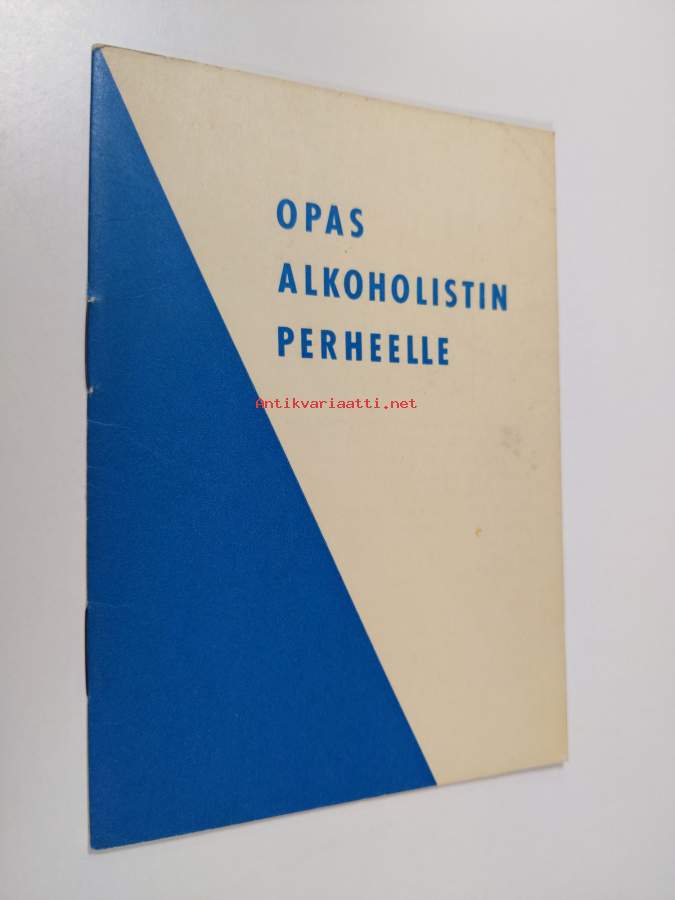 OPAS
ALKOHOLISTIN
PERHEELLE
Antikvariaatti.net